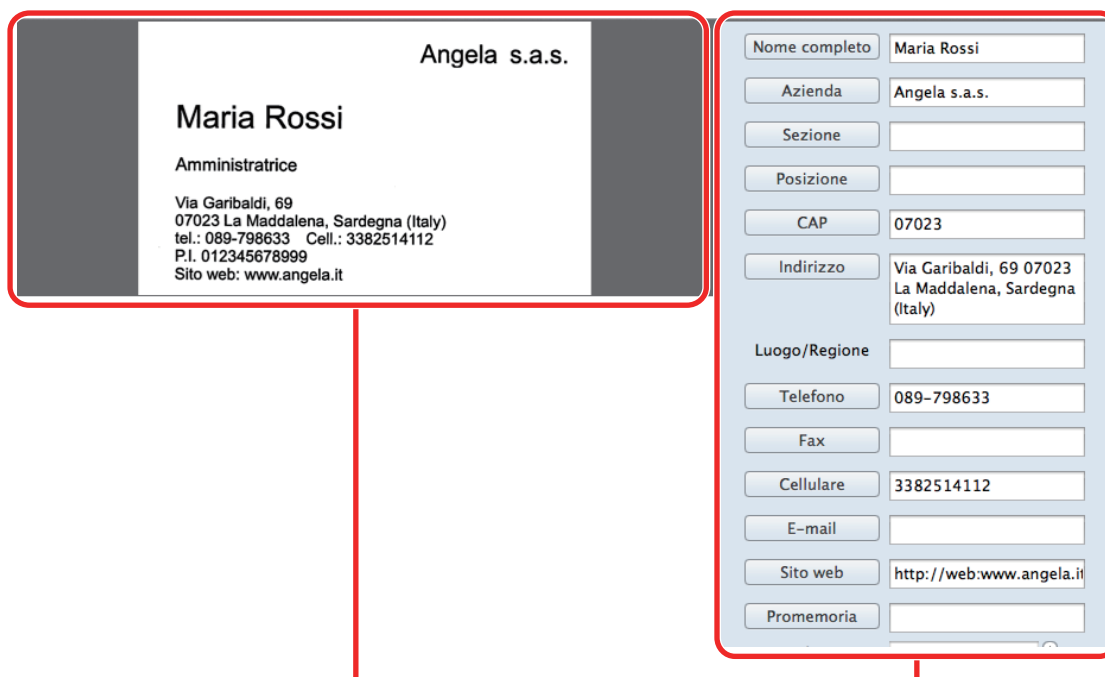 Angela s.a.s.
Maria Rossi
Amministratrice
Via Garibaldi, 69
07023 La Maddalena, Sardegna (Italy)
tel.: 089-798633 Cell.: 3382514112
P.I. 012345678999
Sito web: www.angela.it
Nome completo Maria Rossi
Azienda Angela s.a.s.
Sezione
Posizione
CAP 07023
Indirizzo Via Garibaldi, 69 07023
La Maddalena, Sardegna
(Italy)
Luogo/Regione
Telefono 089-798633
Fax
Cellulare 3382514112
E-mail
Sito web http://web:www.angela.it
Promemoria